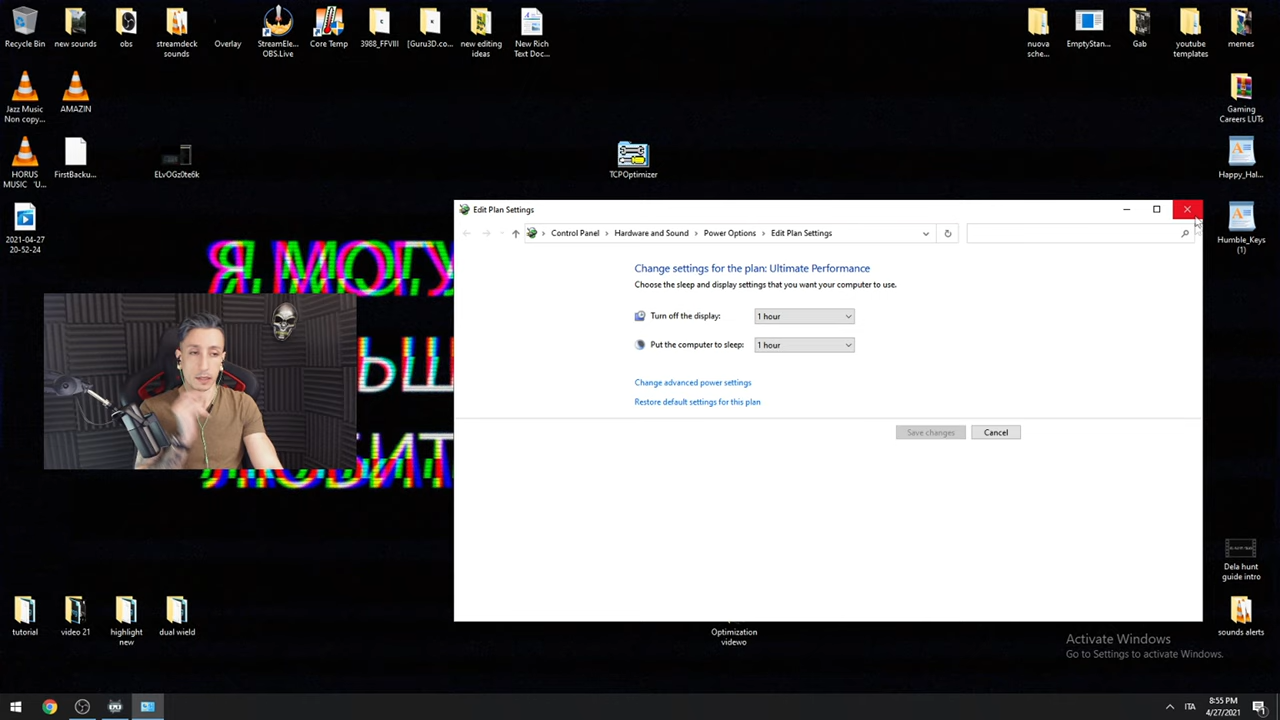 Recycle Bin
new sounds
obs
streamdeck
sounds
Overlay
StreamEle...
OBS.Live
Core Temp
3988_FFVIII
[Guru3D.co...
new editing
ideas
New Rich
Text Doc...
nuova
sche...
EmptyStan...
Gab
youtube
templates
memes
Jazz Music
Non copy...
AMAZIN
Gaming
Careers LUTs
HORUS
MUSIC 'U...
FirstBacku...
ELvOGz0te6k
TCPOptimizer
Happy_Hal...
2021-04-27
20-52-24
Humble_Keys
(1)
Я МОГУ
ЬШ
ЛЮБИТ
Edit Plan Settings
Control Panel > Hardware and Sound > Power Options > Edit Plan Settings
Change settings for the plan: Ultimate Performance
Choose the sleep and display settings that you want your computer to use.
Turn off the display: 1 hour
Put the computer to sleep: 1 hour
Change advanced power settings
Restore default settings for this plan
Save changes Cancel
Dela hunt
guide intro
tutorial
video 21
highlight
new
dual wield
Optimization
videwo
sounds alerts
Activate Windows
Go to Settings to activate Windows.
ITA
8:55 PM
4/27/2021
1